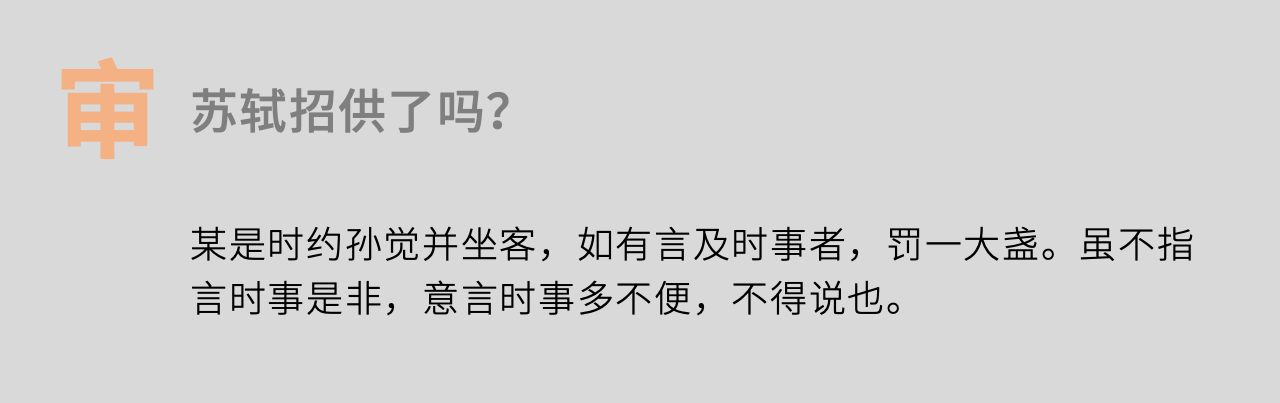 审
苏轼招供了吗?
某是时约孙觉并坐客，如有言及时事者，罚一大盏。虽不指
言时事是非，意言时事多不便，不得说也。